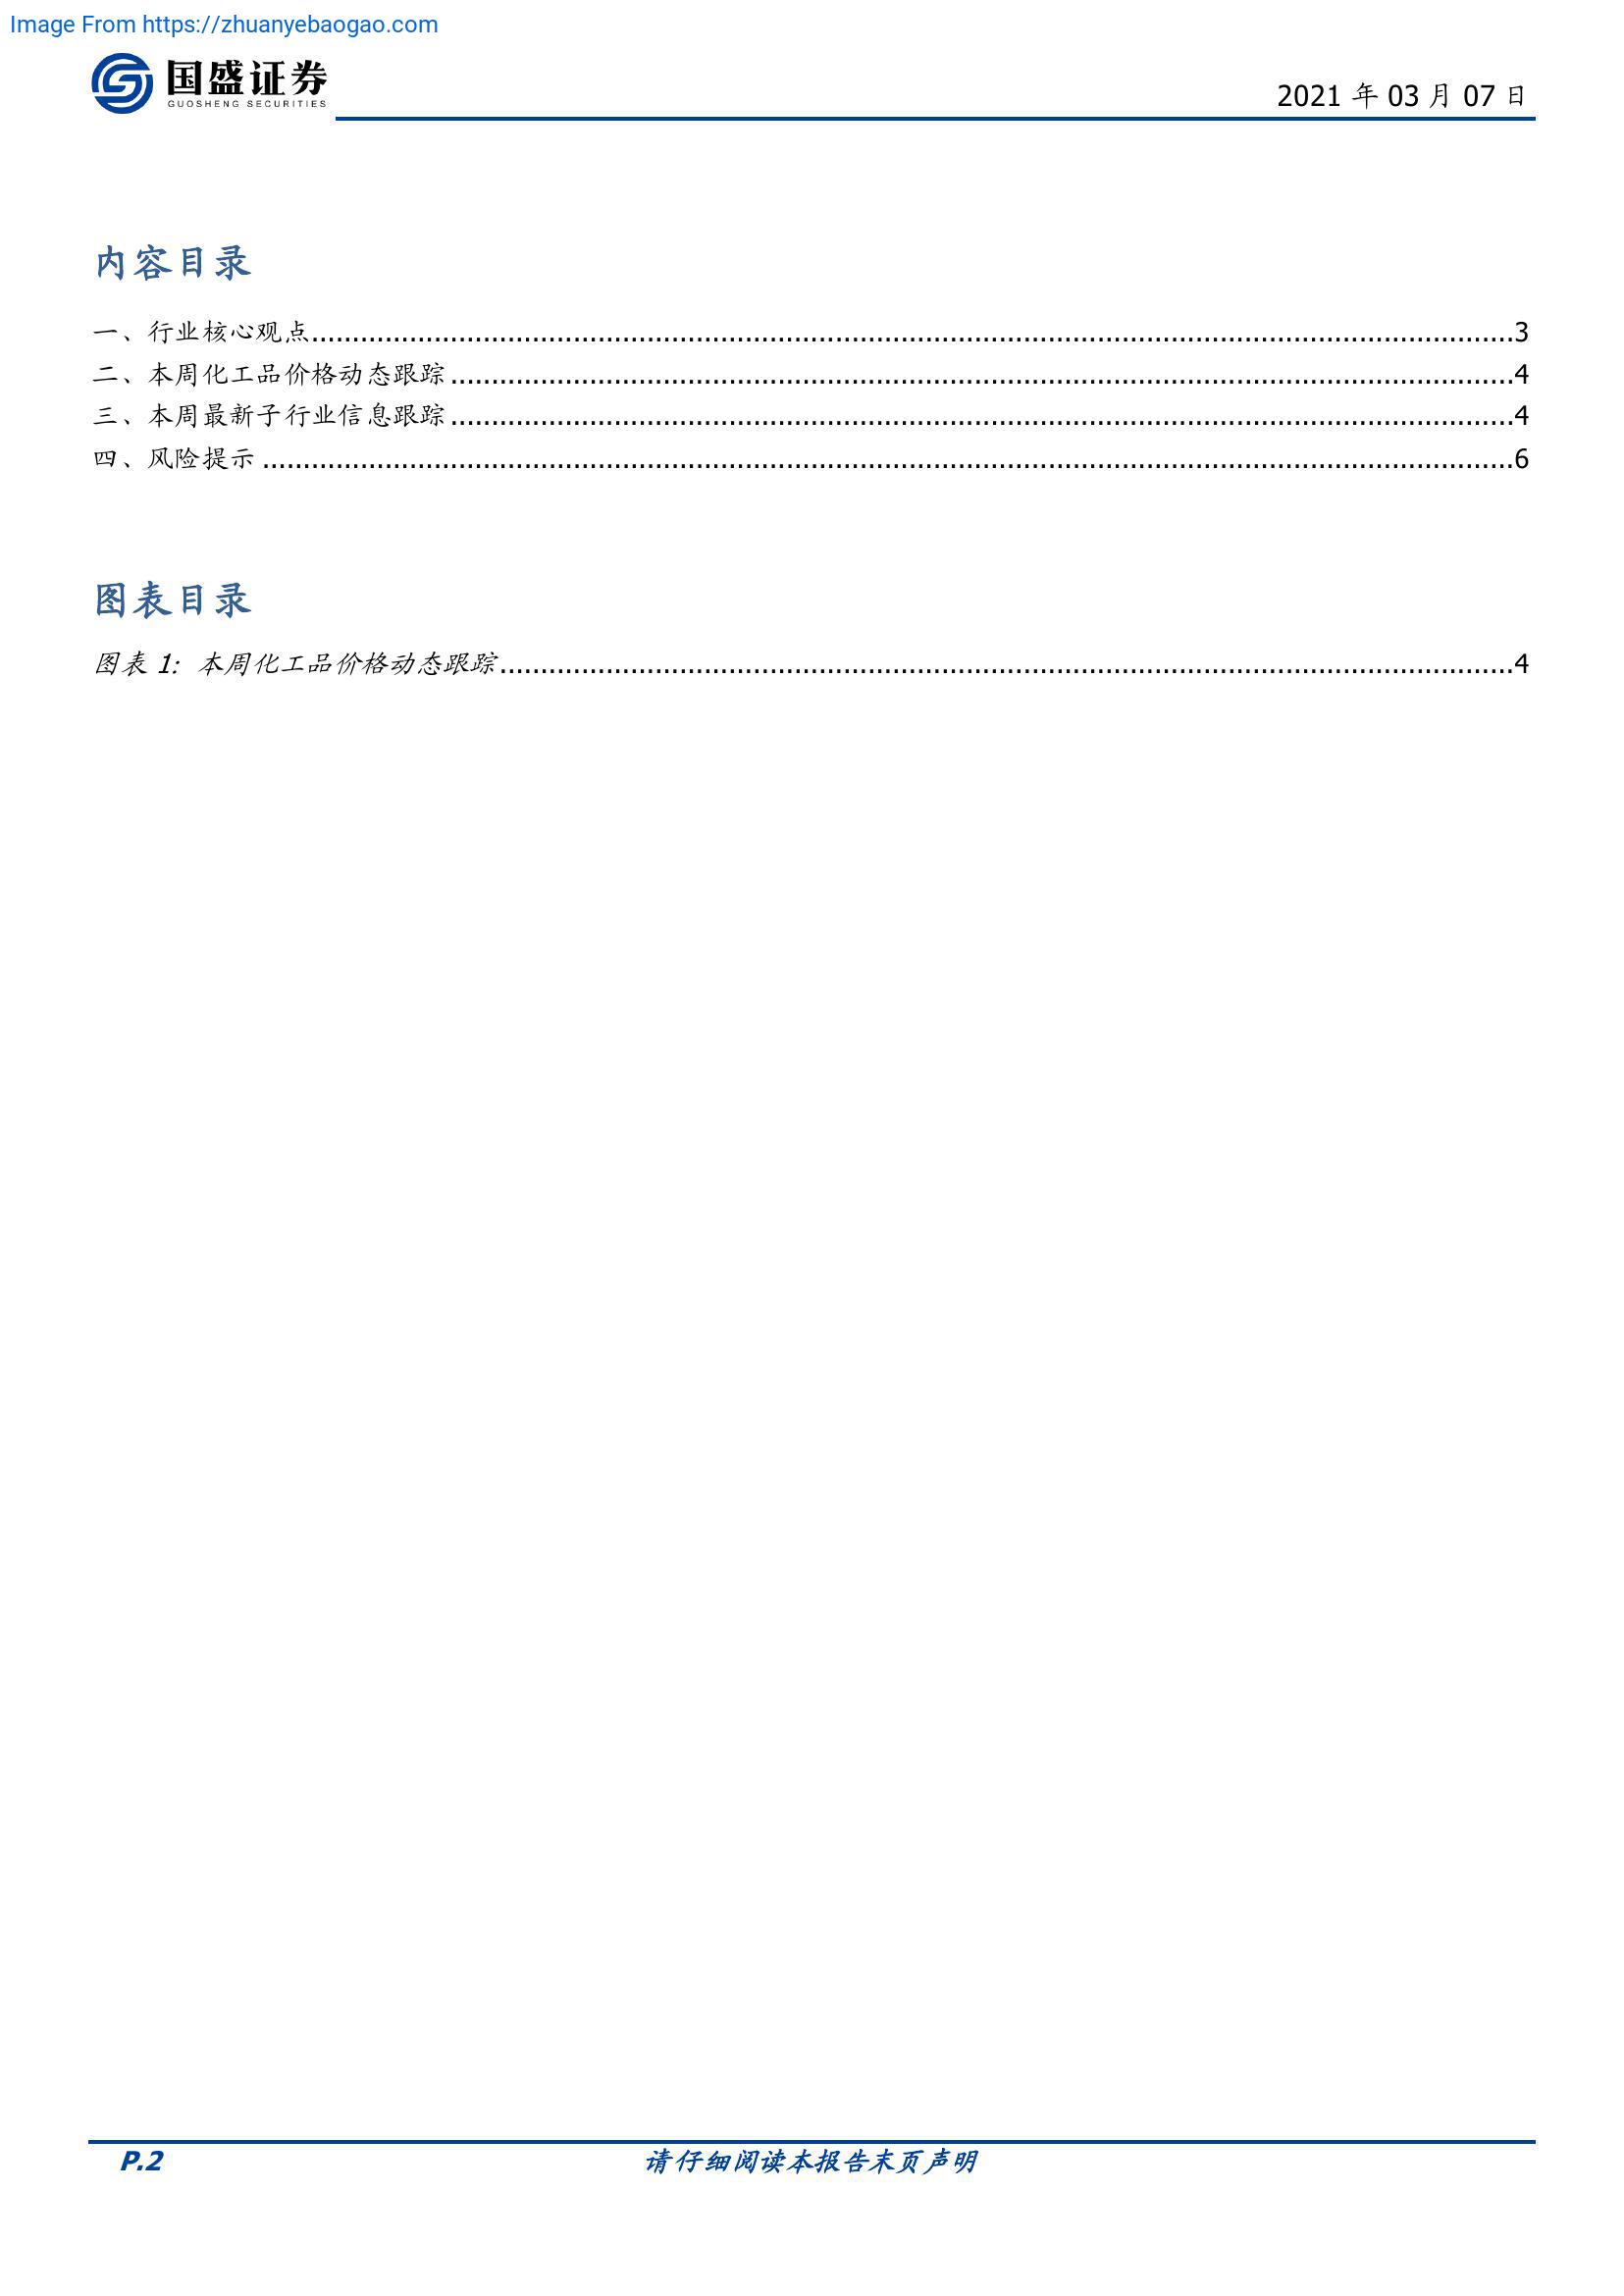 Image From https://zhuanyebaogao.com
国盛证券
GUOSHENG SECURITIES
2021 年 03 月 07 日
内容目录
一、行业核心观点........................................................................................................................3
二、本周化工品价格动态跟踪........................................................................................................4
三、本周最新子行业信息跟踪........................................................................................................4
四、风险提示............................................................................................................................6
图表目录
图表 1: 本周化工品价格动态跟踪....................................................................................................4
P.2
请仔细阅读本报告末页声明